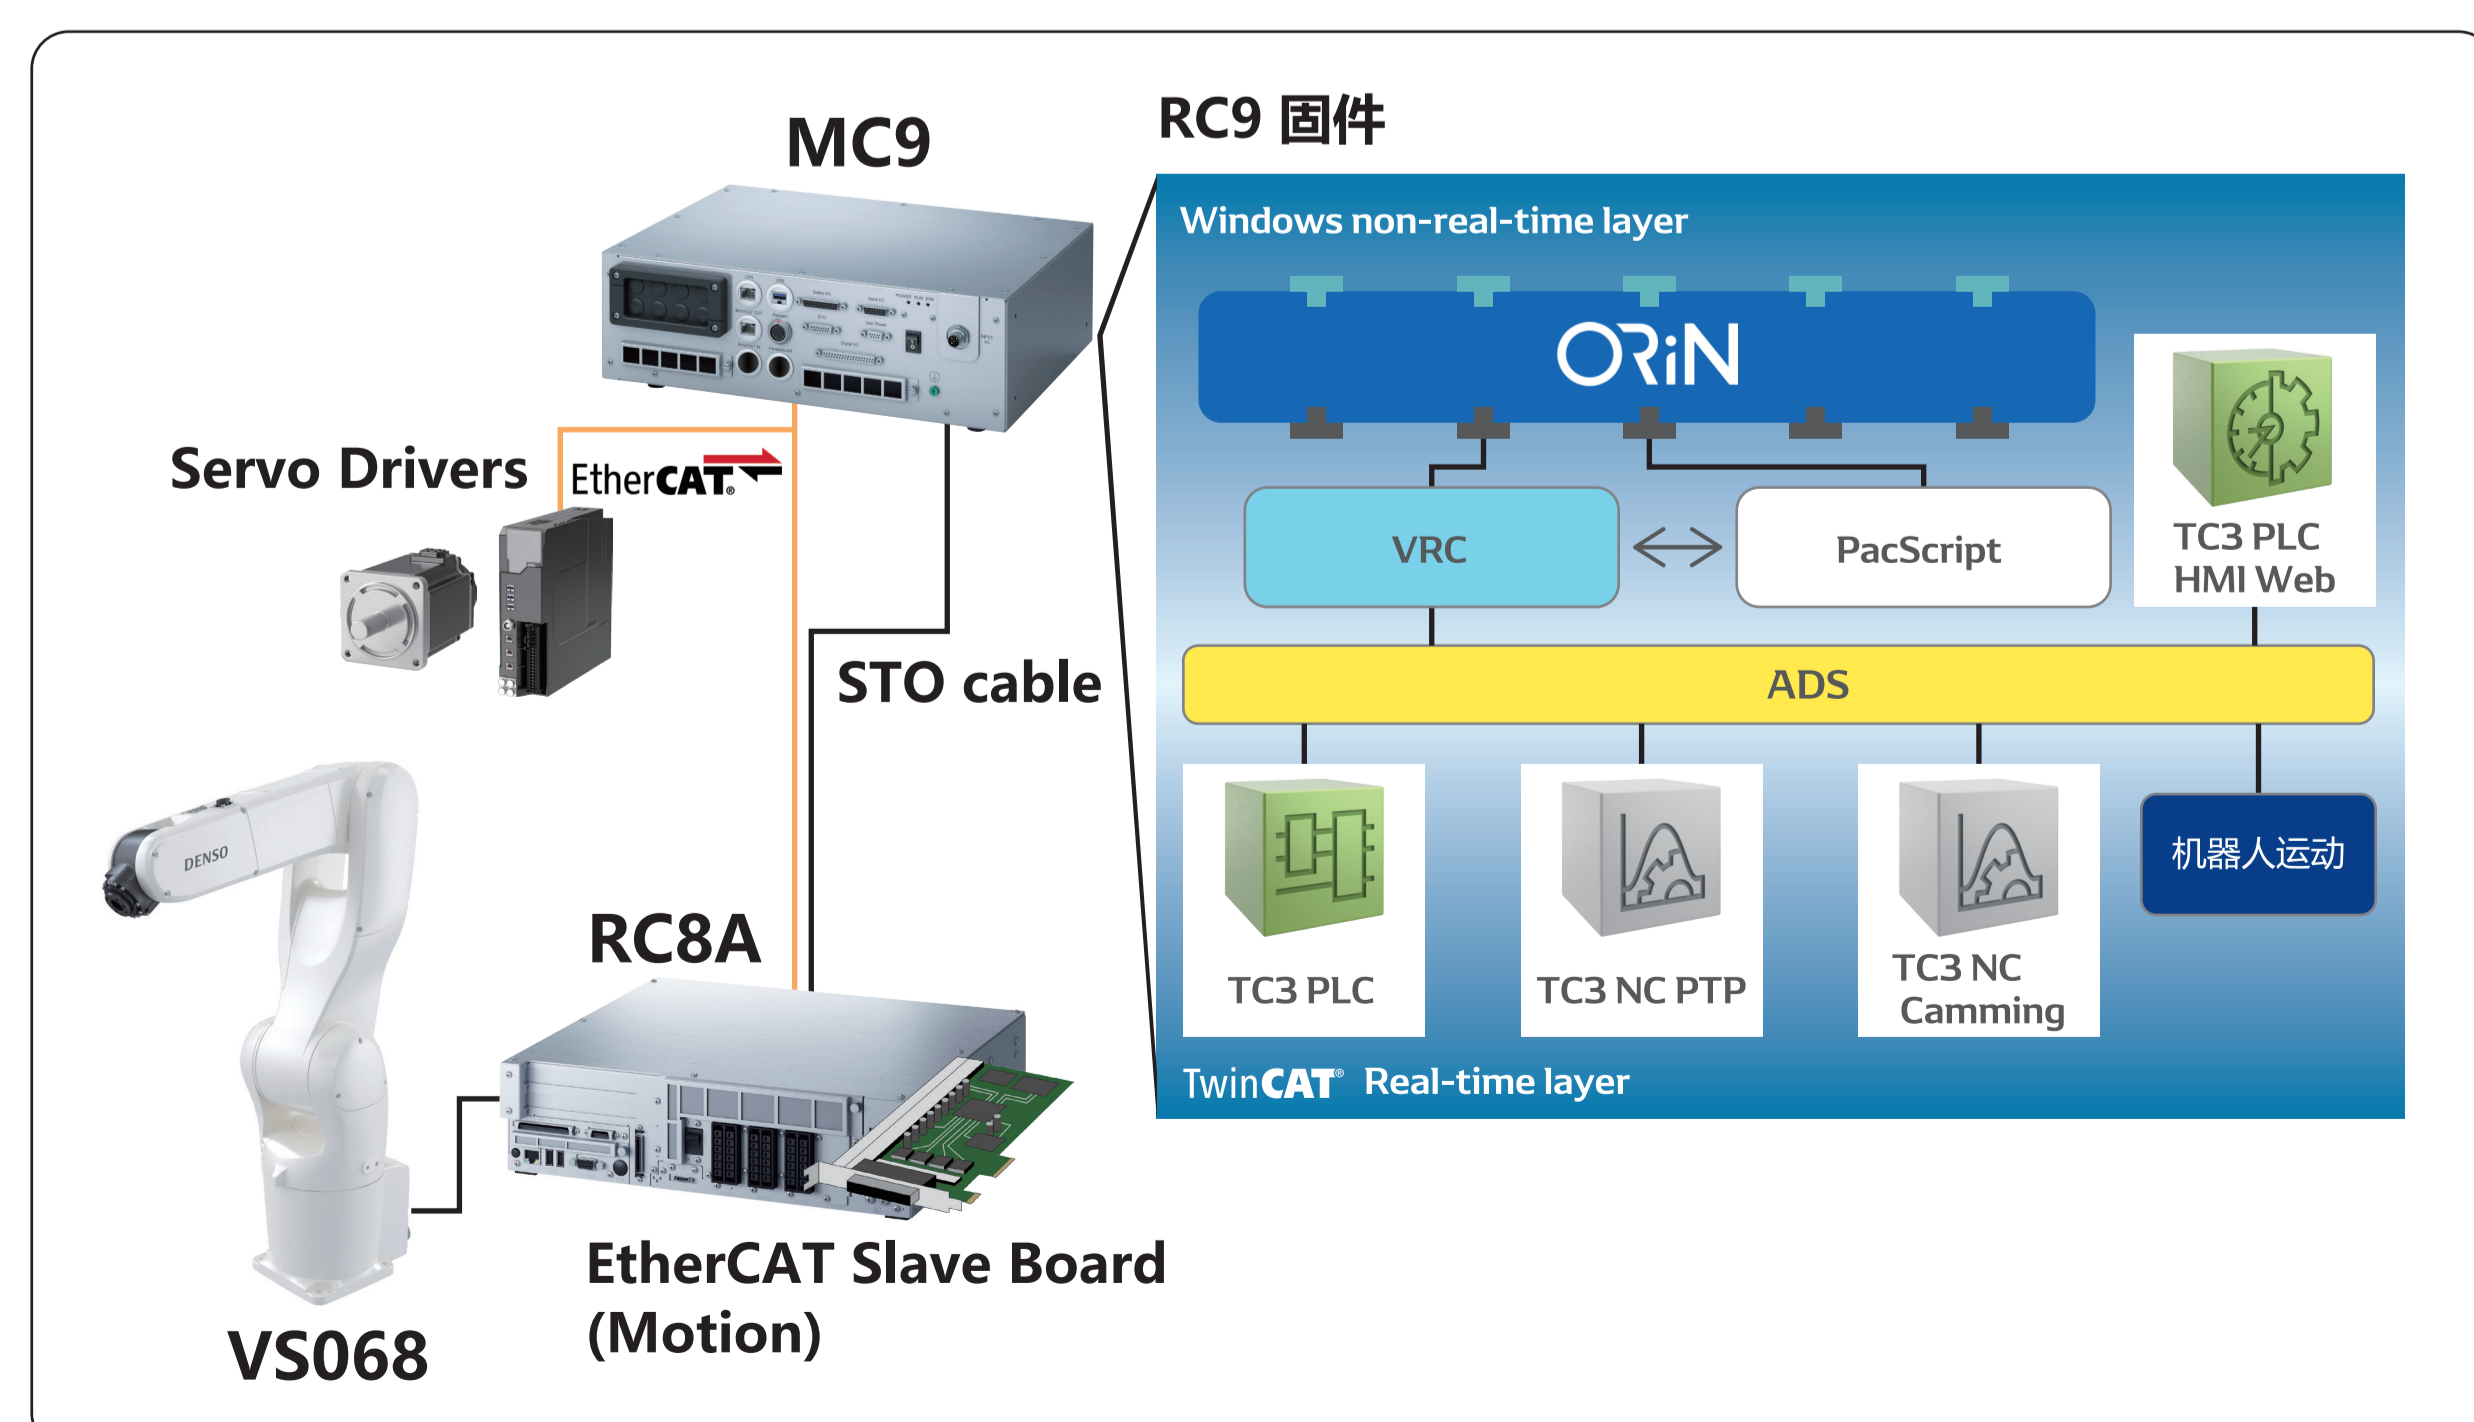 MC9
RC9 固件
Windows non-real-time layer
ORiN
Servo Drivers
EtherCAT®
VRC
PacScript
TC3 PLC
HMI Web
STO cable
ADS
DENSO
RC8A
机器人运动
TC3 PLC
TC3 NC PTP
TC3 NC
Camming
TwinCAT® Real-time layer
EtherCAT Slave Board
(Motion)
VS068